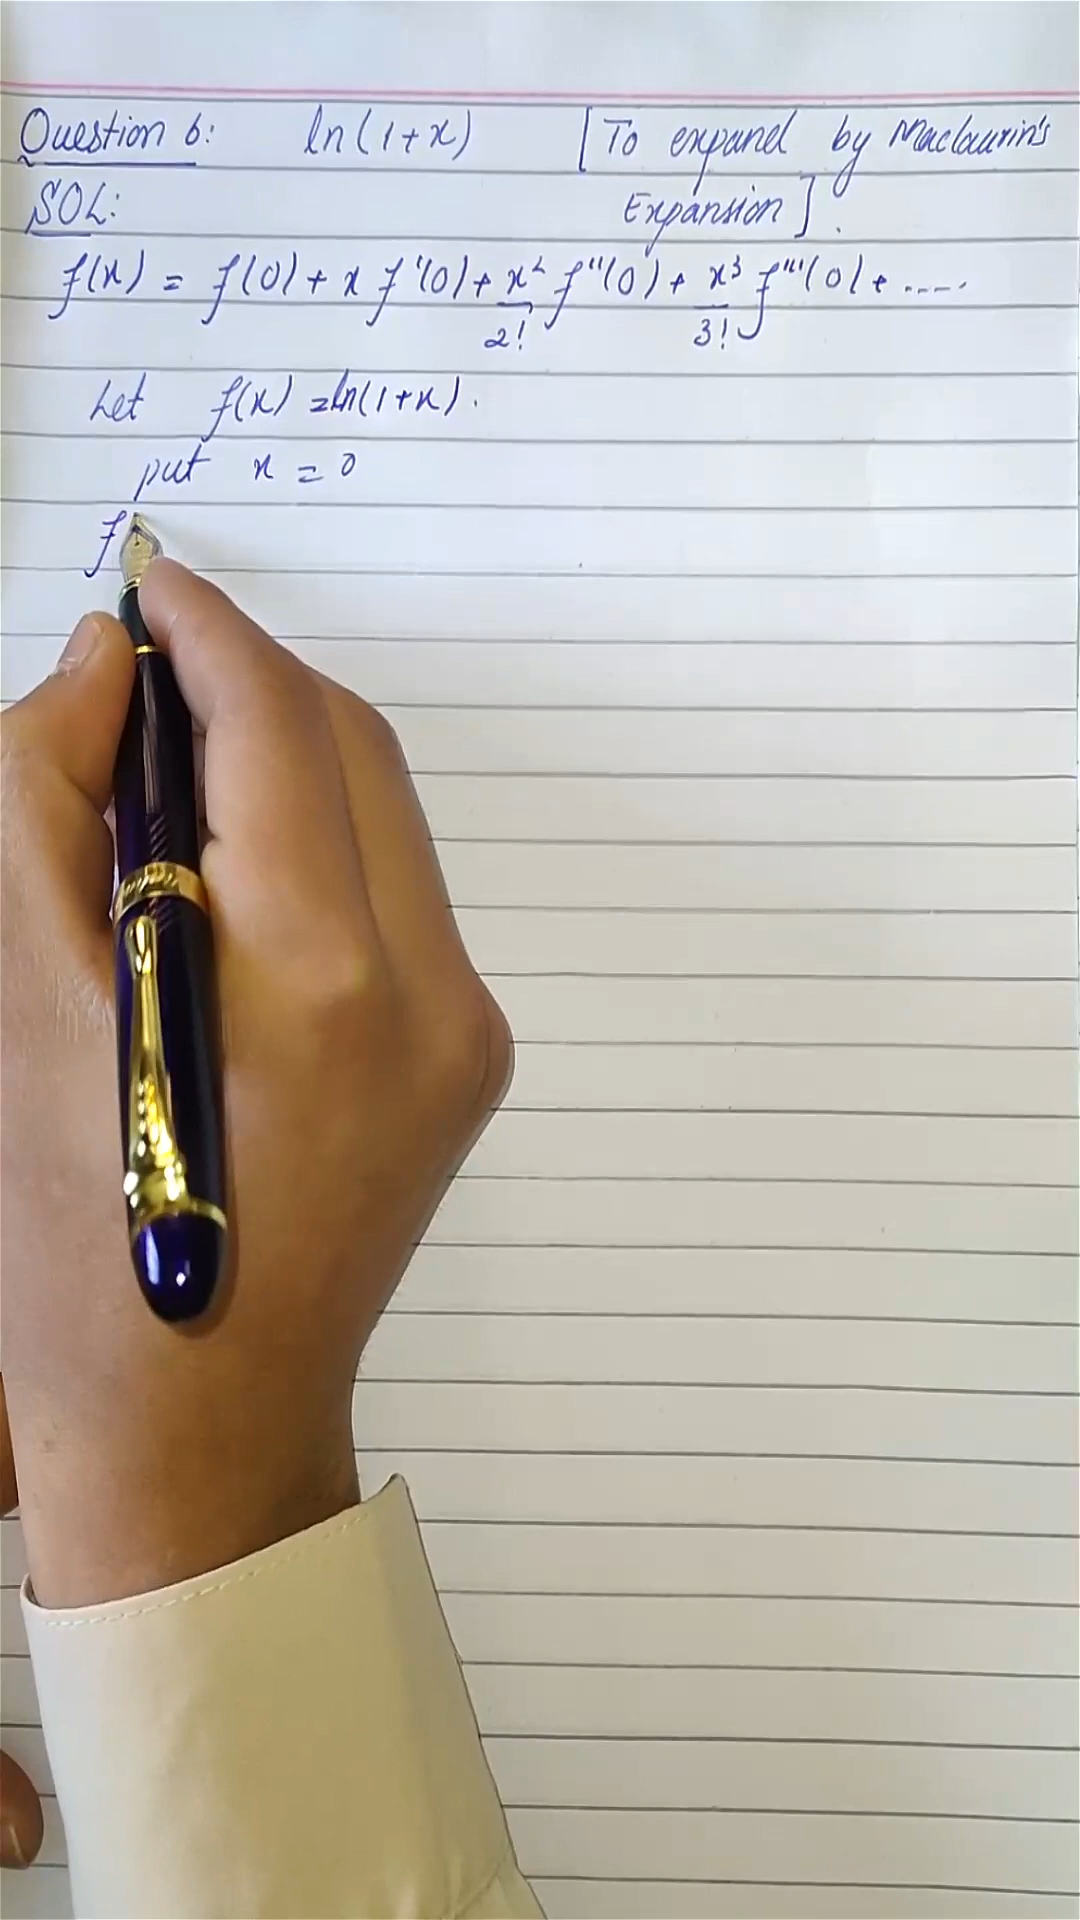 Question 6: ln(1+x) [To expand by Maclaurin's
SOL: Expansion].
f(x) = f(0) + x f'(0) + x²/2! f''(0) + x³/3! f'''(0) + .....
Let f(x) = ln(1+x).
put x = 0
f